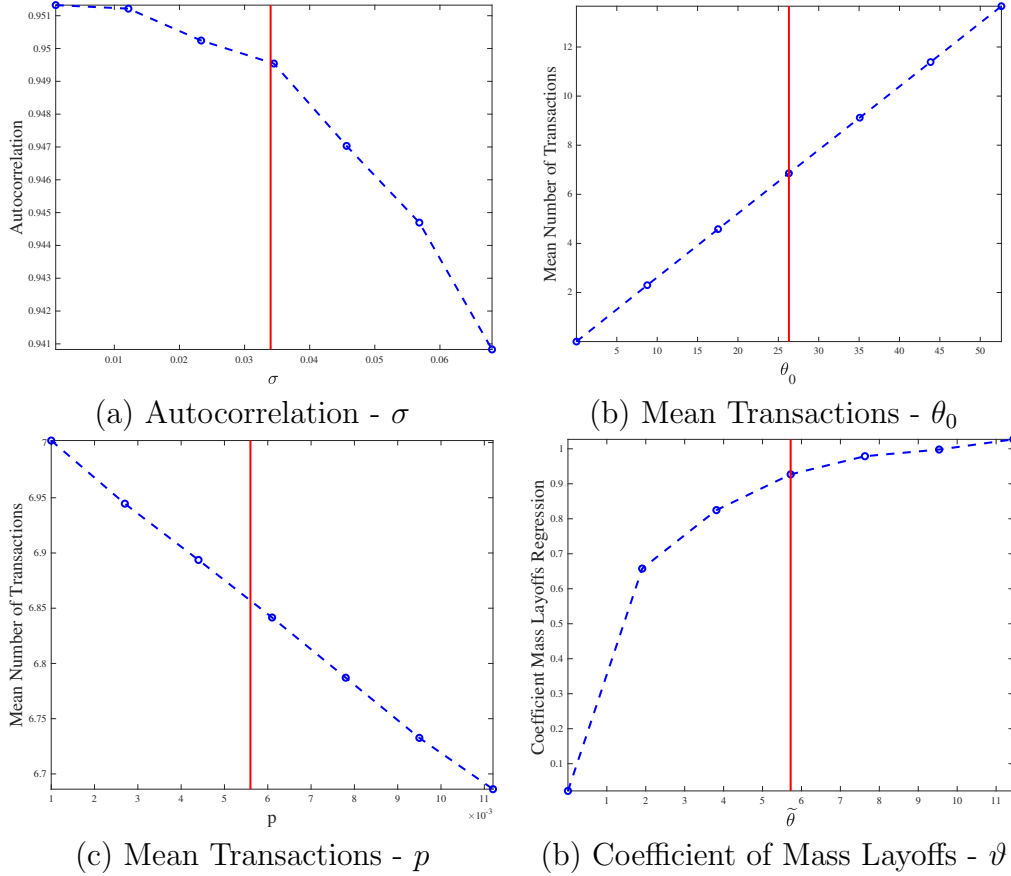 Autocorrelation
0.951
0.95
0.949
0.948
0.947
0.946
0.945
0.944
0.943
0.942
0.941
0.01 0.02 0.03 0.04 0.05 0.06
σ
(a) Autocorrelation - σ
Mean Number of Transactions
12
10
8
6
4
2
5 10 15 20 25 30 35 40 45 50
θ₀
(b) Mean Transactions - θ₀
Mean Number of Transactions
7
6.95
6.9
6.85
6.8
6.75
6.7
1 2 3 4 5 6 7 8 9 10 11
×10⁻³
p
(c) Mean Transactions - p
Coefficient Mass Layoffs Regression
1
0.9
0.8
0.7
0.6
0.5
0.4
0.3
0.2
0.1
1 2 3 4 5 6 7 8 9 10 11
θ̃
(b) Coefficient of Mass Layoffs - ϑ